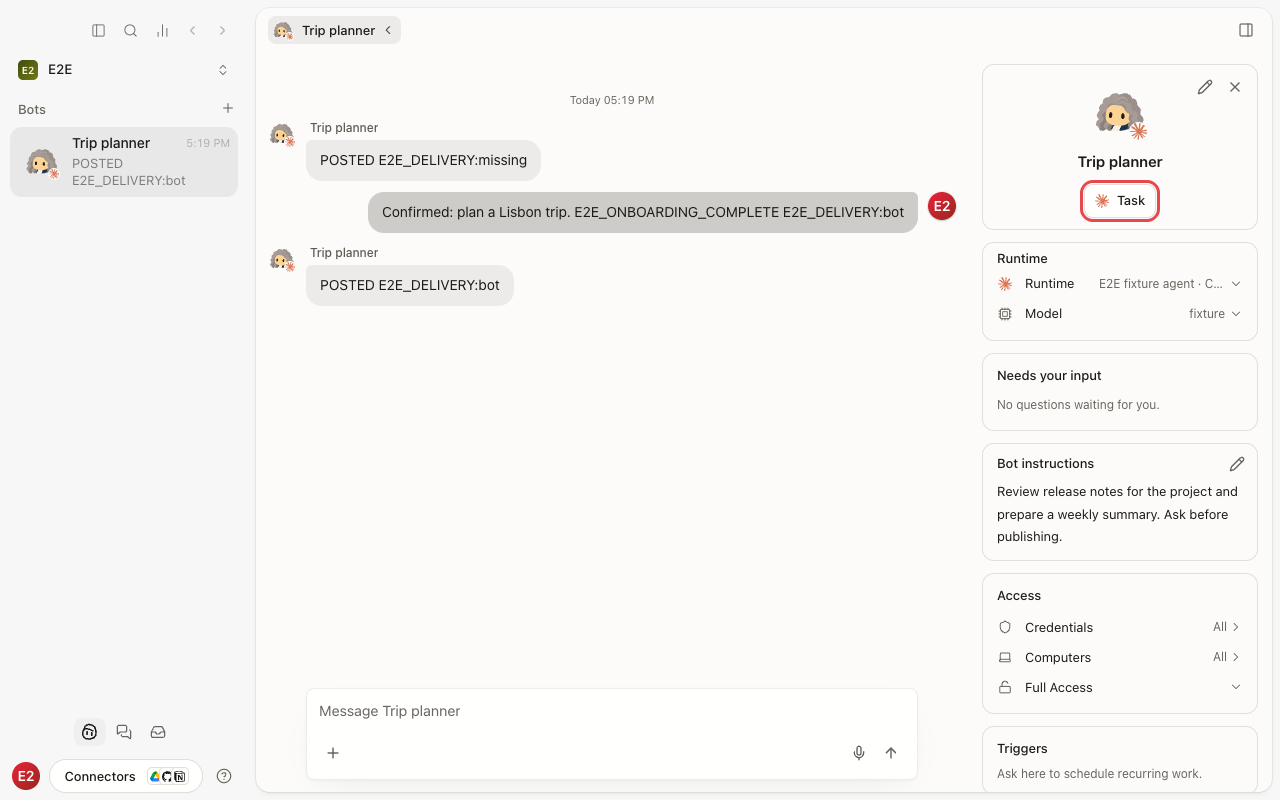 E2 E2E
Bots
Trip planner 5:19 PM
POSTED
E2E_DELIVERY:bot
E2 Connectors
Trip planner
Today 05:19 PM
Trip planner
POSTED E2E_DELIVERY:missing
Confirmed: plan a Lisbon trip. E2E_ONBOARDING_COMPLETE E2E_DELIVERY:bot
E2
Trip planner
POSTED E2E_DELIVERY:bot
Message Trip planner
Trip planner
Task
Runtime
Runtime E2E fixture agent · C...
Model fixture
Needs your input
No questions waiting for you.
Bot instructions
Review release notes for the project and
prepare a weekly summary. Ask before
publishing.
Access
Credentials All
Computers All
Full Access
Triggers
Ask here to schedule recurring work.